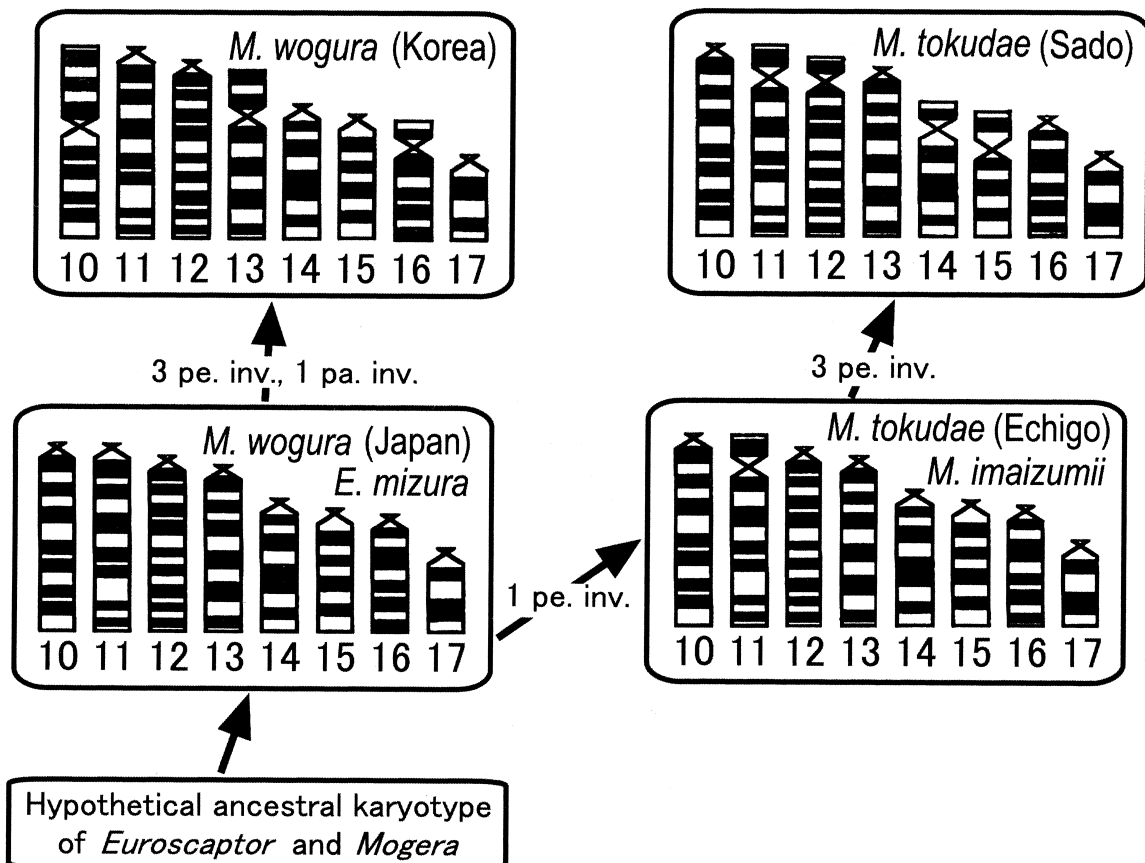 M. wogura (Korea)
10 11 12 13 14 15 16 17
M. tokudae (Sado)
10 11 12 13 14 15 16 17
3 pe. inv., 1 pa. inv.
3 pe. inv.
M. wogura (Japan)
E. mizura
10 11 12 13 14 15 16 17
1 pe. inv.
M. tokudae (Echigo)
M. imaizumii
10 11 12 13 14 15 16 17
Hypothetical ancestral karyotype
of Euroscaptor and Mogera